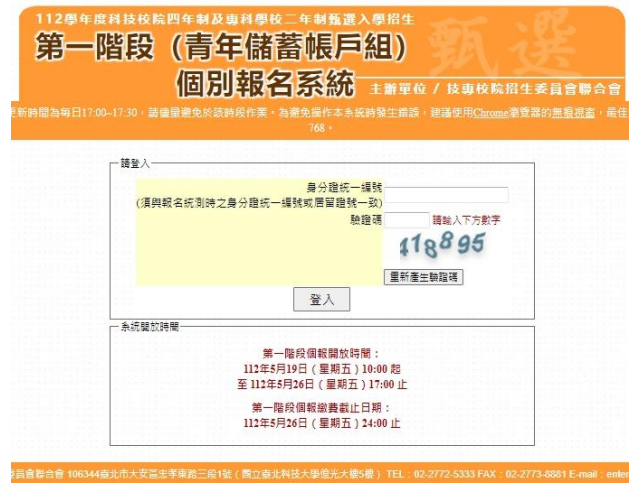 112學年度科技校院四年制及專科學校二年制甄選入學招生
甄選
第一階段（青年儲蓄帳戶組）
個別報名系統
主辦單位 / 技專校院招生委員會聯合會
更新時間為每日17:00~17:30，請儘量避免於該時段作業。為避免操作本系統時發生錯誤，建議使用Chrome瀏覽器的無痕視窗，最佳
768。
請登入
身分證統一編號
(須與報名統測時之身分證統一編號或居留證號一致)
驗證碼
請輸入下方數字
418895
重新產生驗證碼
登入
系統開放時間
第一階段個報開放時間：
112年5月19日（星期五）10:00 起
至 112年5月26日（星期五）17:00 止
第一階段個報繳費截止日期：
112年5月26日（星期五）24:00 止
委員會聯合會 106344臺北市大安區忠孝東路三段1號（國立臺北科技大學億光大樓5樓） TEL：02-2772-5333 FAX：02-2773-8881 E-mail：enter